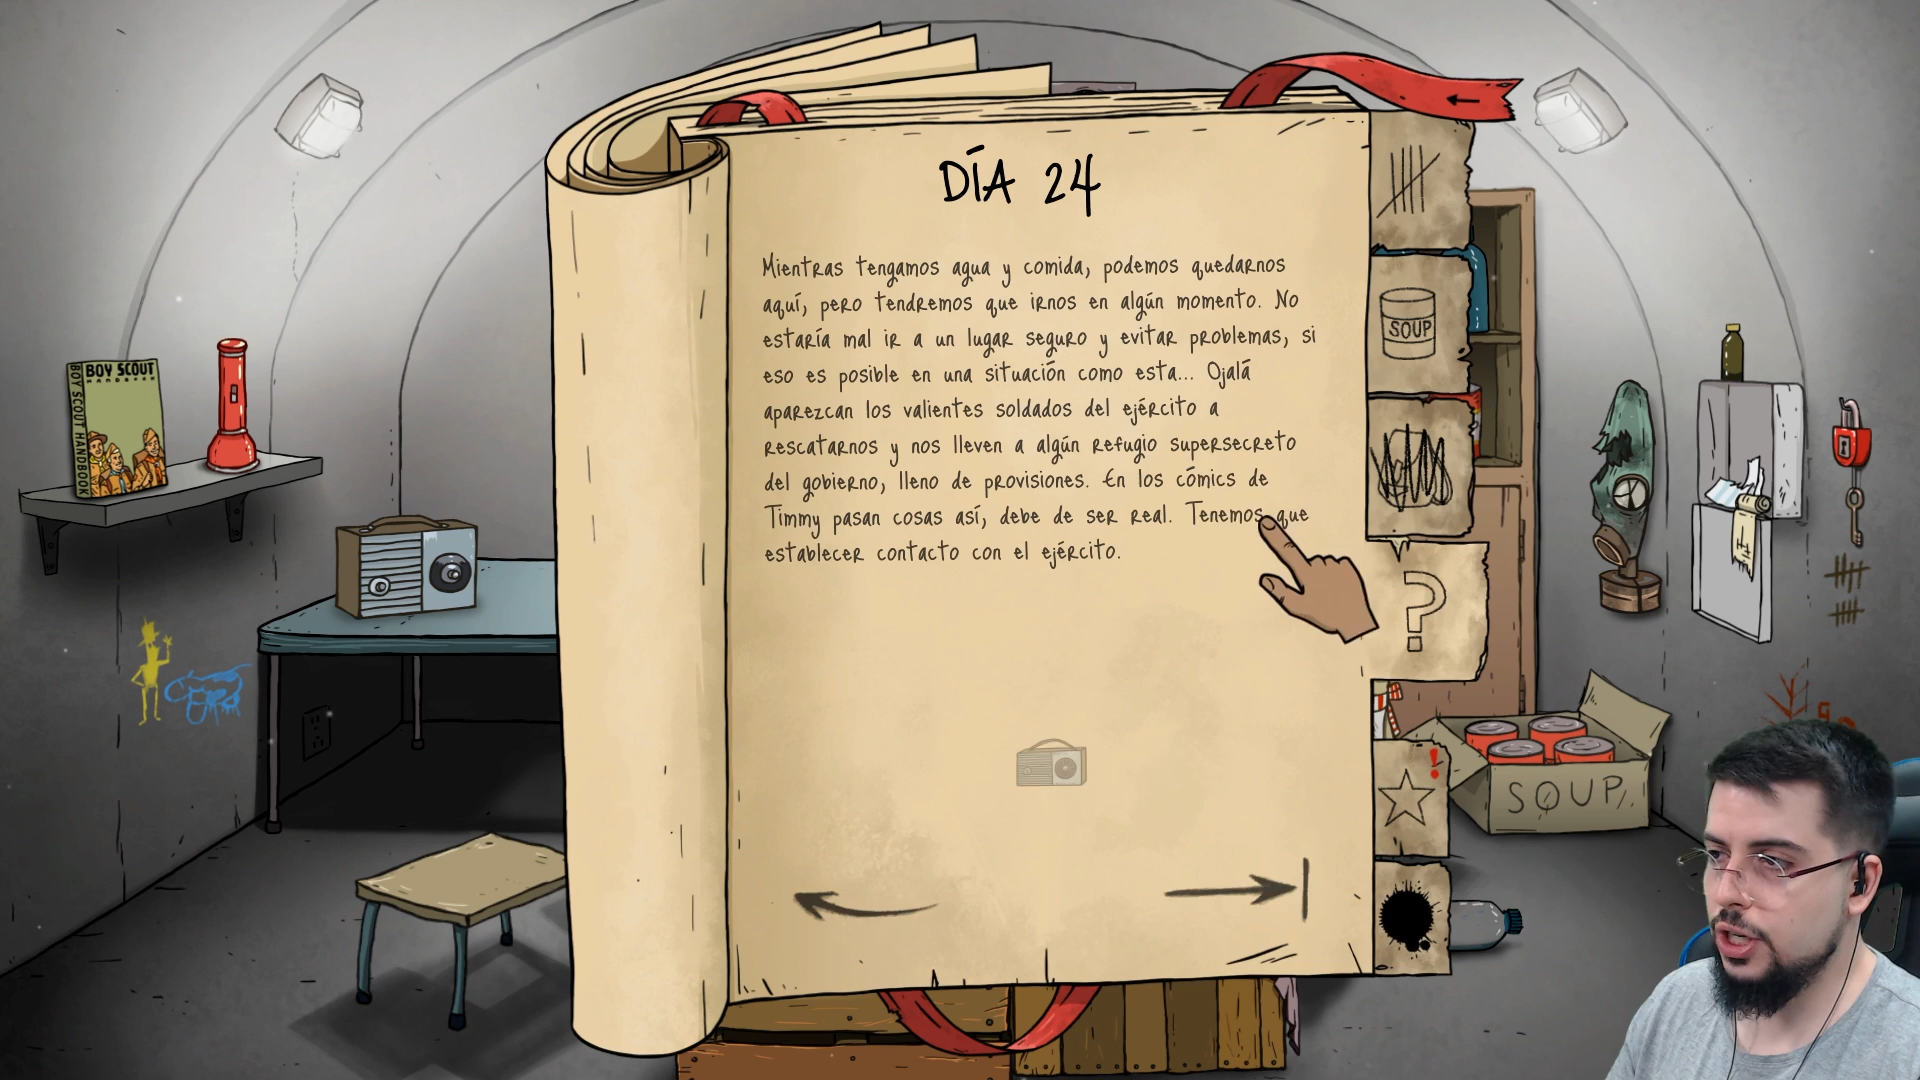 DÍA 24
Mientras tengamos agua y comida, podemos quedarnos
aquí, pero tendremos que irnos en algún momento. No
estaría mal ir a un lugar seguro y evitar problemas, si
eso es posible en una situación como esta... Ojalá
aparezcan los valientes soldados del ejército a
rescatarnos y nos lleven a algún refugio supersecreto
del gobierno, lleno de provisiones. En los cómics de
Timmy pasan cosas así, debe de ser real. Tenemos que
establecer contacto con el ejército.
BOY SCOUT
HANDBOOK
BOY SCOUT HANDBOOK
SOUP
?
!
SOUP